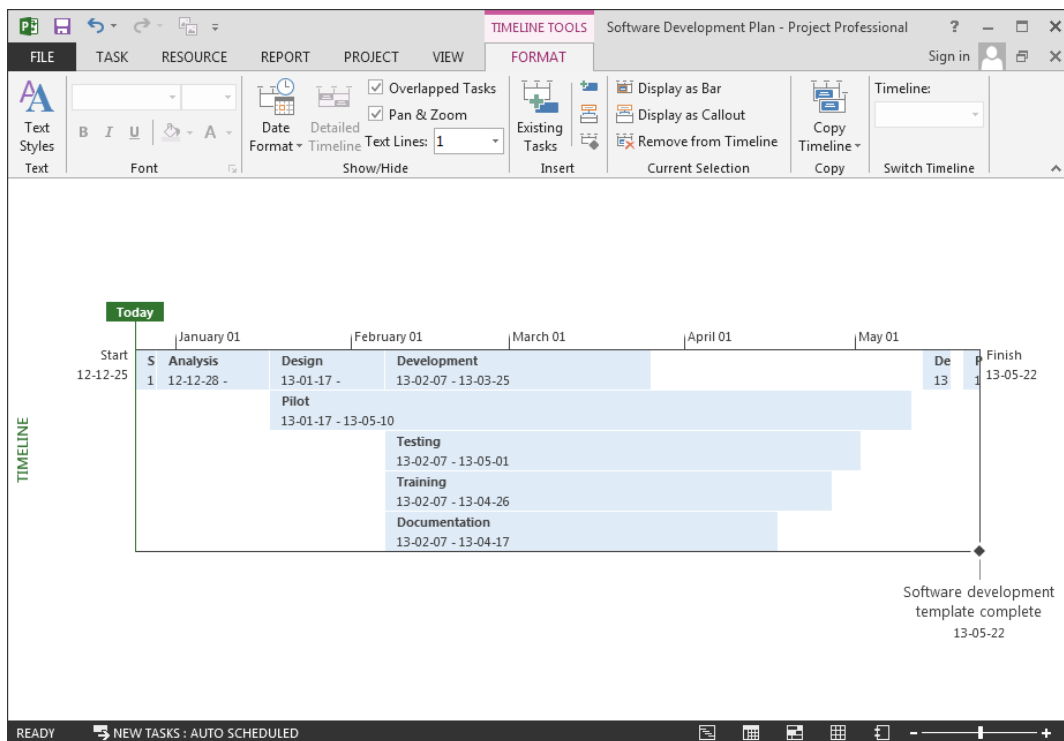 TIMELINE TOOLS
Software Development Plan - Project Professional
?
FILE
TASK
RESOURCE
REPORT
PROJECT
VIEW
FORMAT
Sign in
Text
Styles
Text
B I U A
Font
Date
Format
Detailed
Timeline
Overlapped Tasks
Pan & Zoom
Text Lines: 1
Show/Hide
Existing
Tasks
Insert
Display as Bar
Display as Callout
Remove from Timeline
Current Selection
Copy
Timeline
Copy
Timeline:
Switch Timeline
TIMELINE
Today
January 01
February 01
March 01
April 01
May 01
Start
12-12-25
S
1
Analysis
12-12-28 -
Design
13-01-17 -
Development
13-02-07 - 13-03-25
De
13
P
1
Finish
13-05-22
Pilot
13-01-17 - 13-05-10
Testing
13-02-07 - 13-05-01
Training
13-02-07 - 13-04-26
Documentation
13-02-07 - 13-04-17
Software development
template complete
13-05-22
READY
NEW TASKS : AUTO SCHEDULED